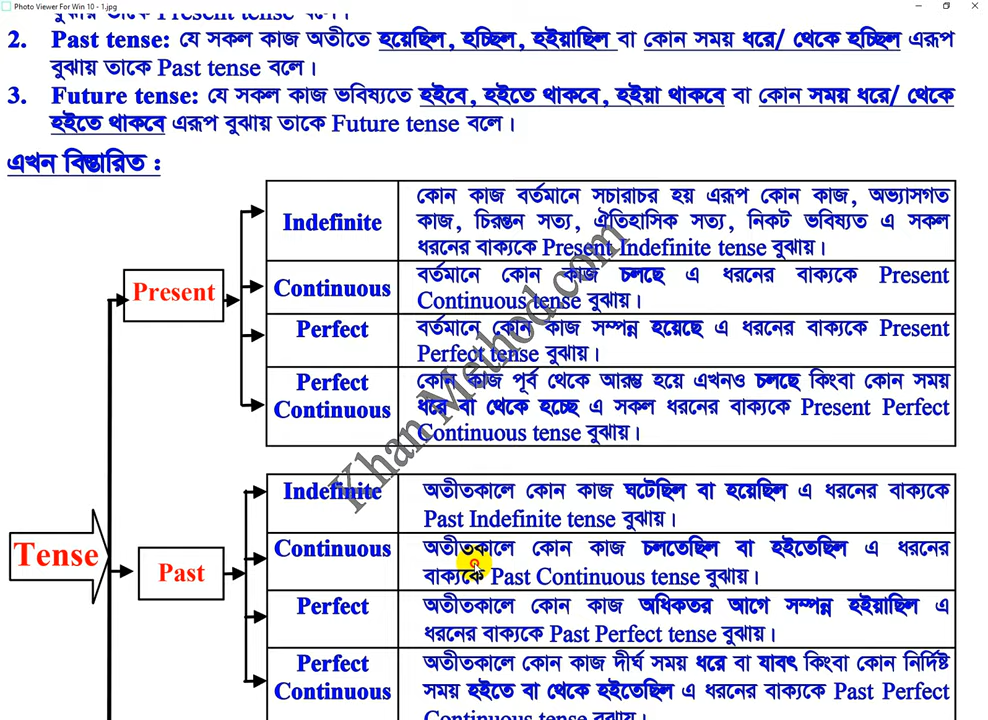 Photo Viewer For Win 10 - 1.jpg
বুঝায় তাকে Present tense বলে।
2. Past tense: যে সকল কাজ অতীতে হয়েছিল, হচ্ছিল, হইয়াছিল বা কোন সময় ধরে/ থেকে হচ্ছিল এরূপ
বুঝায় তাকে Past tense বলে।
3. Future tense: যে সকল কাজ ভবিষ্যতে হইবে, হইতে থাকবে, হইয়া থাকবে বা কোন সময় ধরে/ থেকে
হইতে থাকবে এরূপ বুঝায় তাকে Future tense বলে।
এখন বিস্তারিত :
Tense
Present
Indefinite
কোন কাজ বর্তমানে সচারাচর হয় এরূপ কোন কাজ, অভ্যাসগত
কাজ, চিরন্তন সত্য, ঐতিহাসিক সত্য, নিকট ভবিষ্যত এ সকল
ধরনের বাক্যকে Present Indefinite tense বুঝায়।
Continuous
বর্তমানে কোন কাজ চলছে এ ধরনের বাক্যকে Present
Continuous tense বুঝায়।
Perfect
বর্তমানে কোন কাজ সম্পন্ন হয়েছে এ ধরনের বাক্যকে Present
Perfect tense বুঝায়।
Perfect
Continuous
কোন কাজ পূর্ব থেকে আরম্ভ হয়ে এখনও চলছে কিংবা কোন সময়
ধরে বা থেকে হচ্ছে এ সকল ধরনের বাক্যকে Present Perfect
Continuous tense বুঝায়।
Past
Indefinite
অতীতকালে কোন কাজ ঘটেছিল বা হয়েছিল এ ধরনের বাক্যকে
Past Indefinite tense বুঝায়।
Continuous
অতীতকালে কোন কাজ চলতেছিল বা হইতেছিল এ ধরনের
বাক্যকে Past Continuous tense বুঝায়।
Perfect
অতীতকালে কোন কাজ অধিকতর আগে সম্পন্ন হইয়াছিল এ
ধরনের বাক্যকে Past Perfect tense বুঝায়।
Perfect
Continuous
অতীতকালে কোন কাজ দীর্ঘ সময় ধরে বা যাবৎ কিংবা কোন নির্দিষ্ট
সময় হইতে বা থেকে হইতেছিল এ ধরনের বাক্যকে Past Perfect
Continuous tense বুঝায়।
Khan Method.com